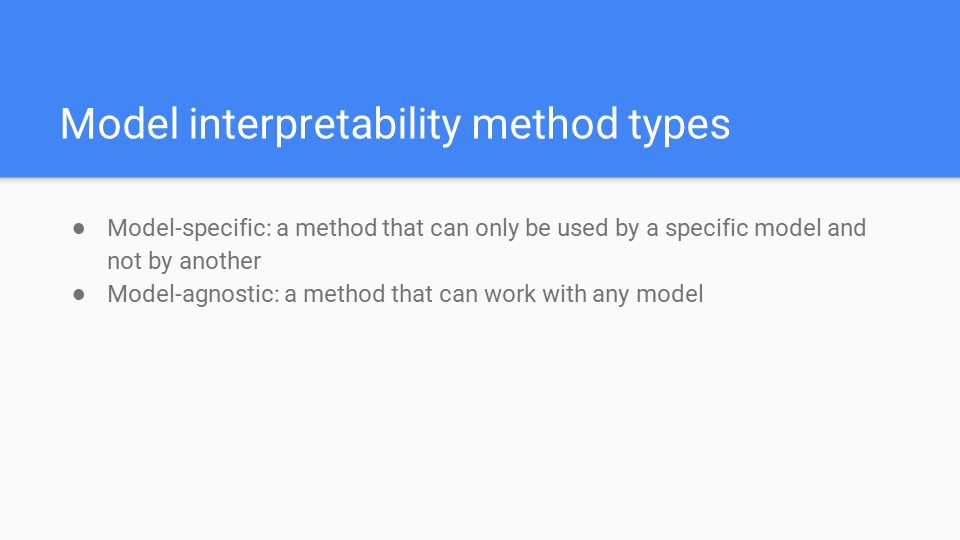 Model interpretability method types
● Model-specific: a method that can only be used by a specific model and
not by another
● Model-agnostic: a method that can work with any model